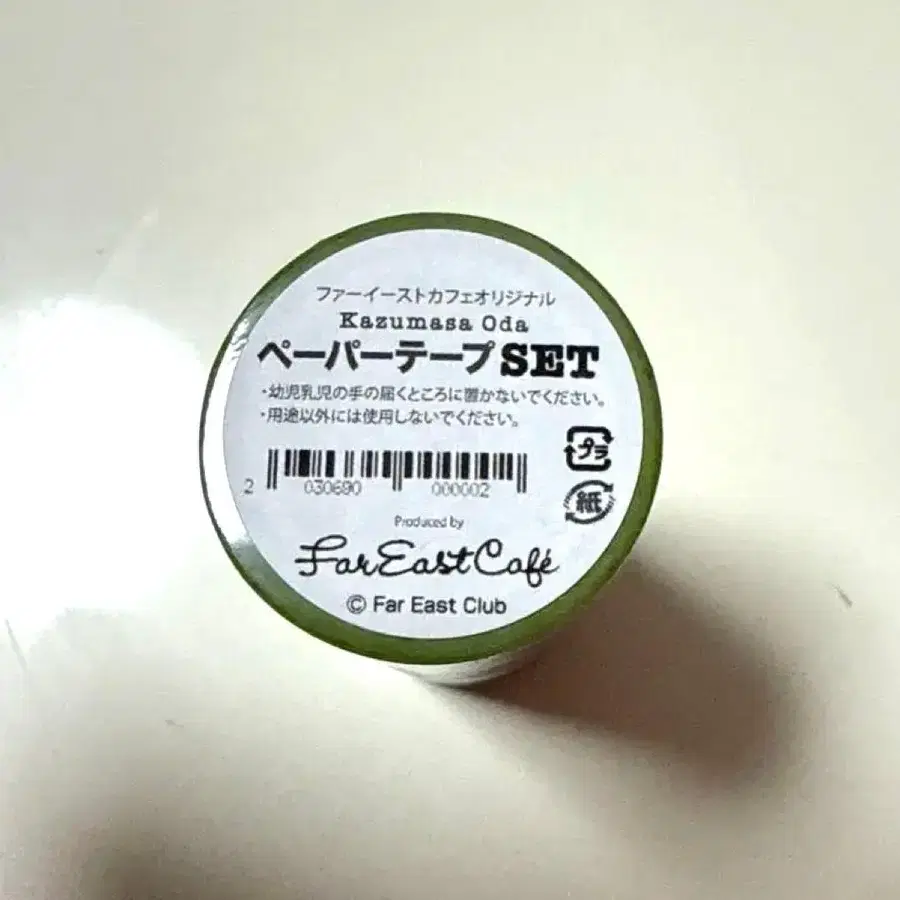 ファーイーストカフェオリジナル
Kazumasa Oda
ペーパーテープSET
・幼児乳児の手の届くところに置かないでください。
・用途以外には使用しないでください。
プラ
紙
2 030690 000002
Produced by
Far East Café
© Far East Club